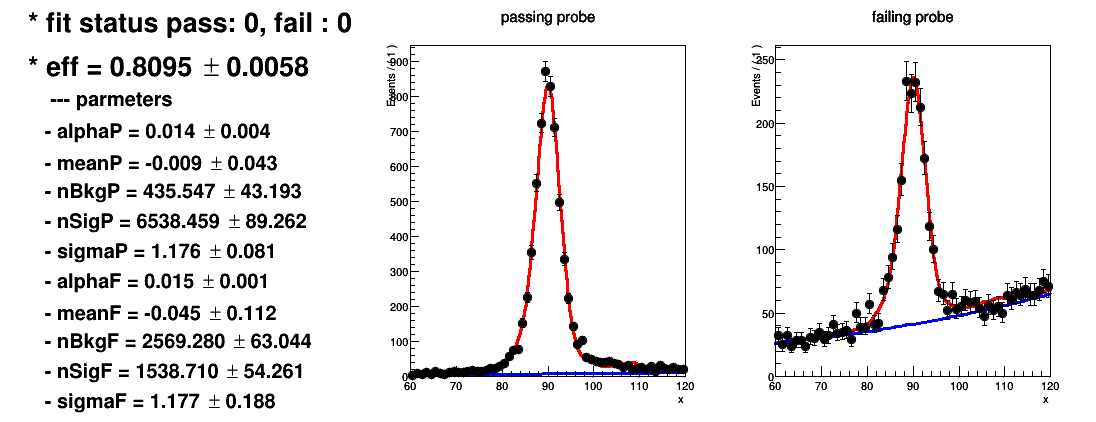 * fit status pass: 0, fail : 0
* eff = 0.8095 ± 0.0058
--- parmeters
- alphaP = 0.014 ± 0.004
- meanP = -0.009 ± 0.043
- nBkgP = 435.547 ± 43.193
- nSigP = 6538.459 ± 89.262
- sigmaP = 1.176 ± 0.081
- alphaF = 0.015 ± 0.001
- meanF = -0.045 ± 0.112
- nBkgF = 2569.280 ± 63.044
- nSigF = 1538.710 ± 54.261
- sigmaF = 1.177 ± 0.188
passing probe
Events / ( 1 )
900
800
700
600
500
400
300
200
100
0
60 70 80 90 100 110 120
x
failing probe
Events / ( 1 )
250
200
150
100
50
0
60 70 80 90 100 110 120
x